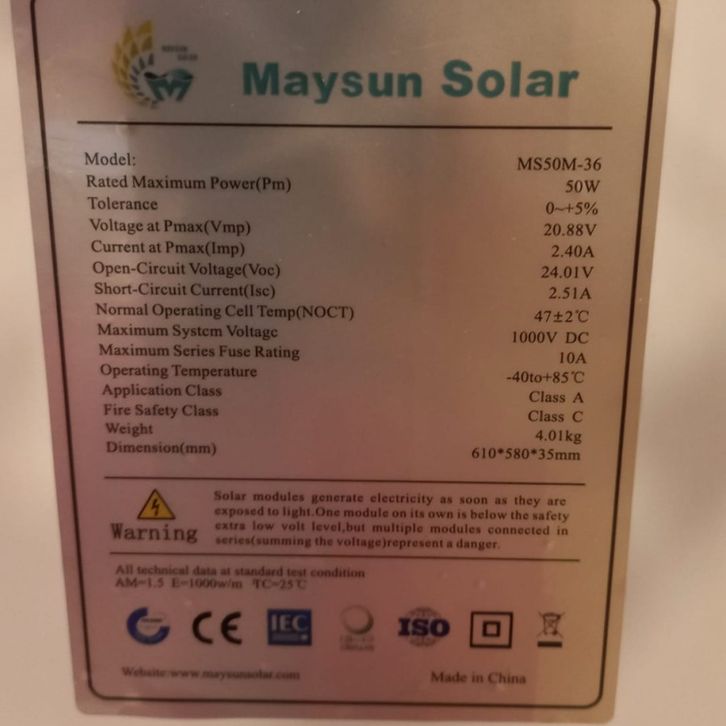 Maysun Solar
Model: MS50M-36
Rated Maximum Power(Pm) 50W
Tolerance 0~+5%
Voltage at Pmax(Vmp) 20.88V
Current at Pmax(Imp) 2.40A
Open-Circuit Voltage(Voc) 24.01V
Short-Circuit Current(Isc) 2.51A
Normal Operating Cell Temp(NOCT) 47±2℃
Maximum System Voltage 1000V DC
Maximum Series Fuse Rating 10A
Operating Temperature -40to+85℃
Application Class Class A
Fire Safety Class Class C
Weight 4.01kg
Dimension(mm) 610*580*35mm
Solar modules generate electricity as soon as they are
exposed to light.One module on its own is below the safety
extra low volt level,but multiple modules connected in
series(summing the voltage)represent a danger.
Warning
All technical data at standard test condition
AM=1.5 E=1000w/m TC=25℃
CE IEC ISO
Website:www.maysunsolar.com Made in China